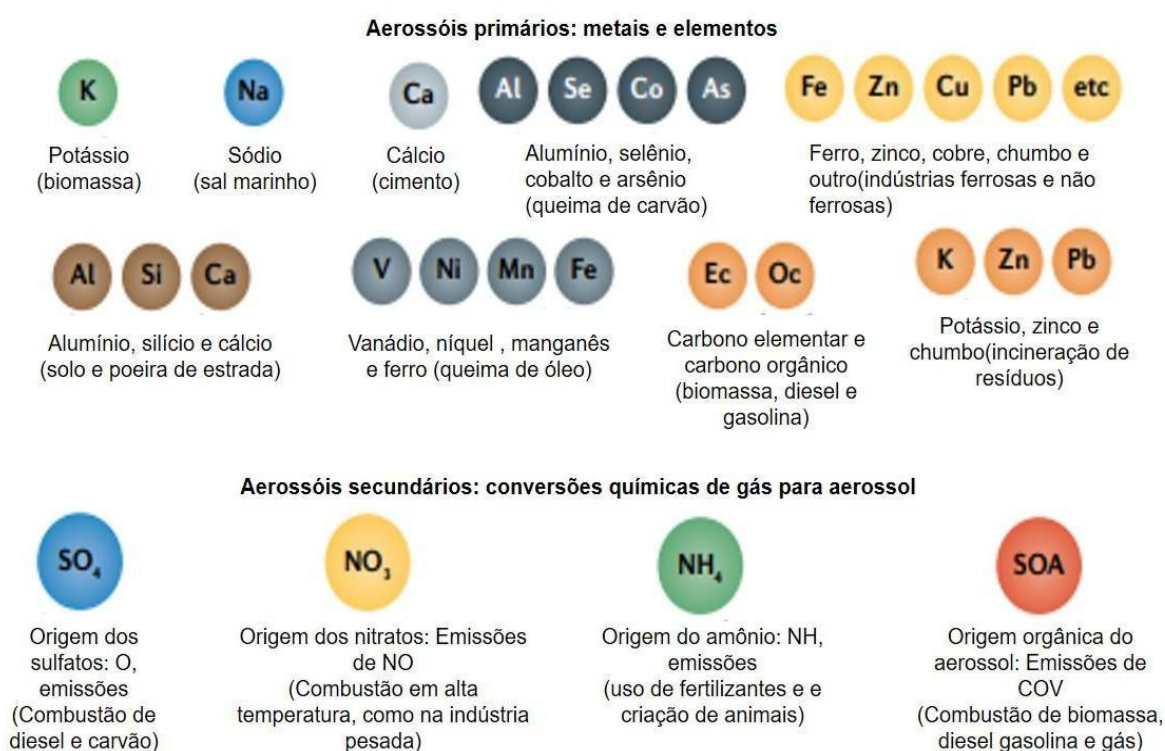 Aerossóis primários: metais e elementos
K
Na
Ca
Al Se Co As
Fe Zn Cu Pb etc
Potássio
(biomassa)
Sódio
(sal marinho)
Cálcio
(cimento)
Alumínio, selênio,
cobalto e arsênio
(queima de carvão)
Ferro, zinco, cobre, chumbo e
outro(indústrias ferrosas e não
ferrosas)
Al Si Ca
V Ni Mn Fe
Ec Oc
K Zn Pb
Alumínio, silício e cálcio
(solo e poeira de estrada)
Vanádio, níquel , manganês
e ferro (queima de óleo)
Carbono elementar e
carbono orgânico
(biomassa, diesel e
gasolina)
Potássio, zinco e
chumbo(incineração de
resíduos)
Aerossóis secundários: conversões químicas de gás para aerossol
SO₄
NO₃
NH₄
SOA
Origem dos
sulfatos: O,
emissões
(Combustão de
diesel e carvão)
Origem dos nitratos: Emissões
de NO
(Combustão em alta
temperatura, como na indústria
pesada)
Origem do amônio: NH,
emissões
(uso de fertilizantes e e
criação de animais)
Origem orgânica do
aerossol: Emissões de
COV
(Combustão de biomassa,
diesel gasolina e gás)